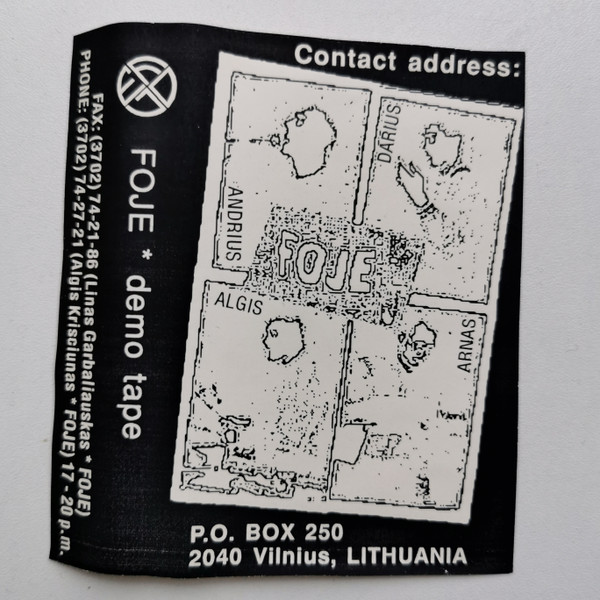 Contact address:
ANDRIUS
DARIUS
FOJE
ALGIS
ARNAS
P.O. BOX 250
2040 Vilnius, LITHUANIA
FOJE * demo tape
FAX: (3702) 74-21-86 (Linas Garbaliauskas * FOJE)
PHONE: (3702) 74-27-21 (Algis Krisciunas * FOJE) 17 - 20 p.m.